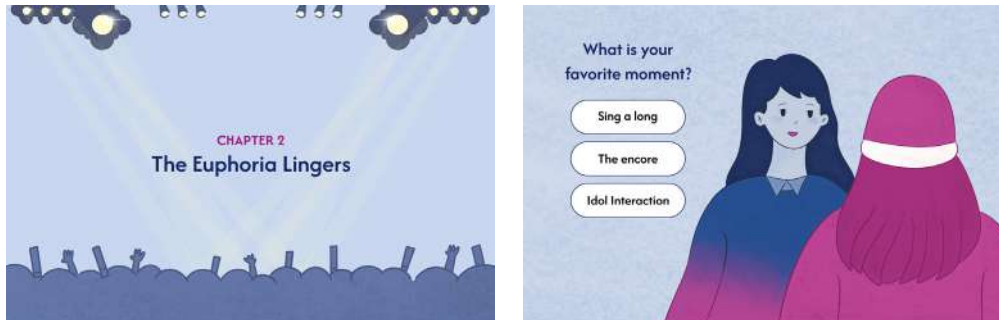 CHAPTER 2
The Euphoria Lingers
What is your
favorite moment?
Sing a long
The encore
Idol Interaction